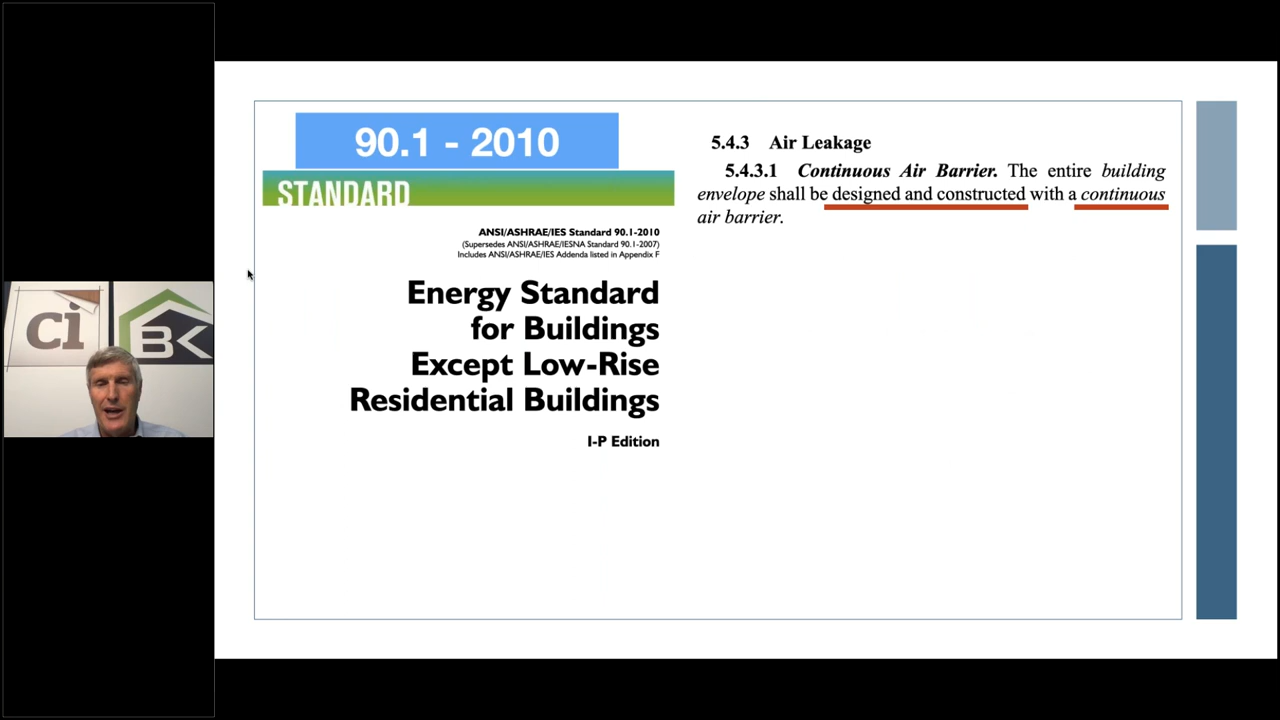 90.1 - 2010
STANDARD
ANSI/ASHRAE/IES Standard 90.1-2010
(Supersedes ANSI/ASHRAE/IESNA Standard 90.1-2007)
Includes ANSI/ASHRAE/IES Addenda listed in Appendix F
Energy Standard
for Buildings
Except Low-Rise
Residential Buildings
I-P Edition
5.4.3 Air Leakage
5.4.3.1 Continuous Air Barrier. The entire building
envelope shall be designed and constructed with a continuous
air barrier.
ci
BK